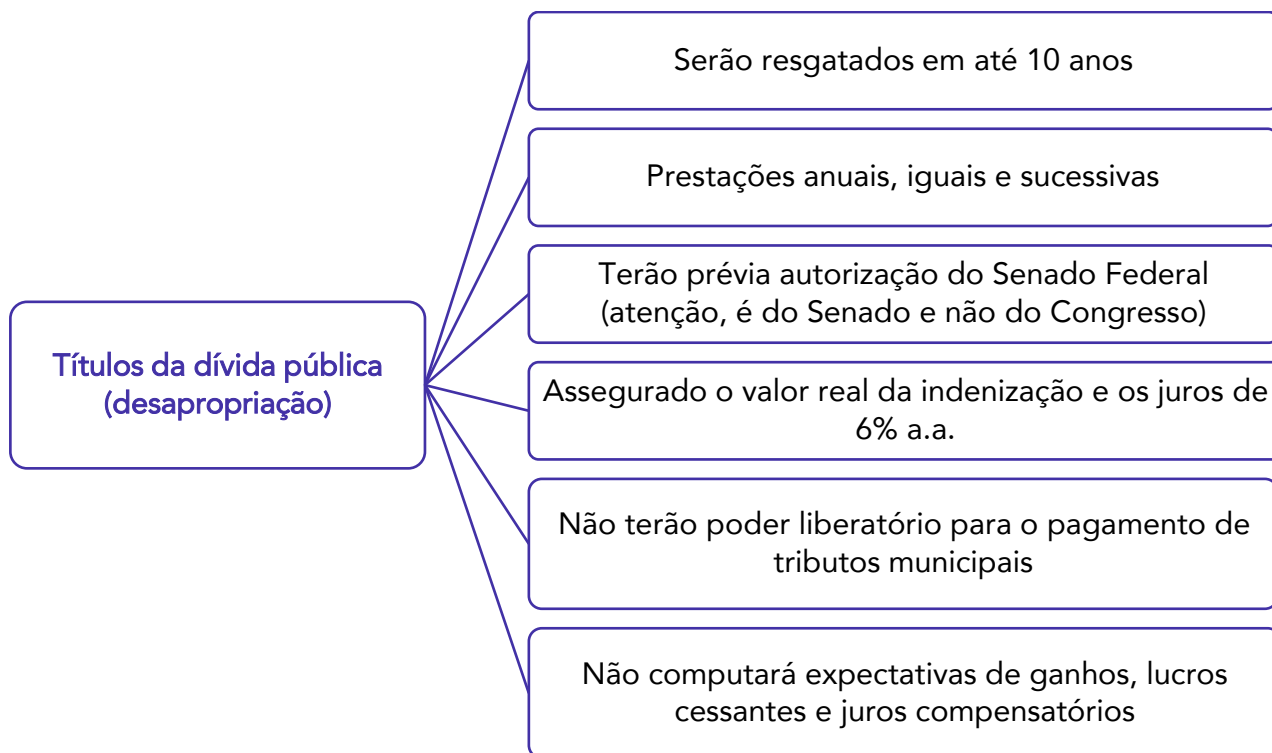 Serão resgatados em até 10 anos
Prestações anuais, iguais e sucessivas
Terão prévia autorização do Senado Federal
(atenção, é do Senado e não do Congresso)
Títulos da dívida pública
(desapropriação)
Assegurado o valor real da indenização e os juros de
6% a.a.
Não terão poder liberatório para o pagamento de
tributos municipais
Não computará expectativas de ganhos, lucros
cessantes e juros compensatórios